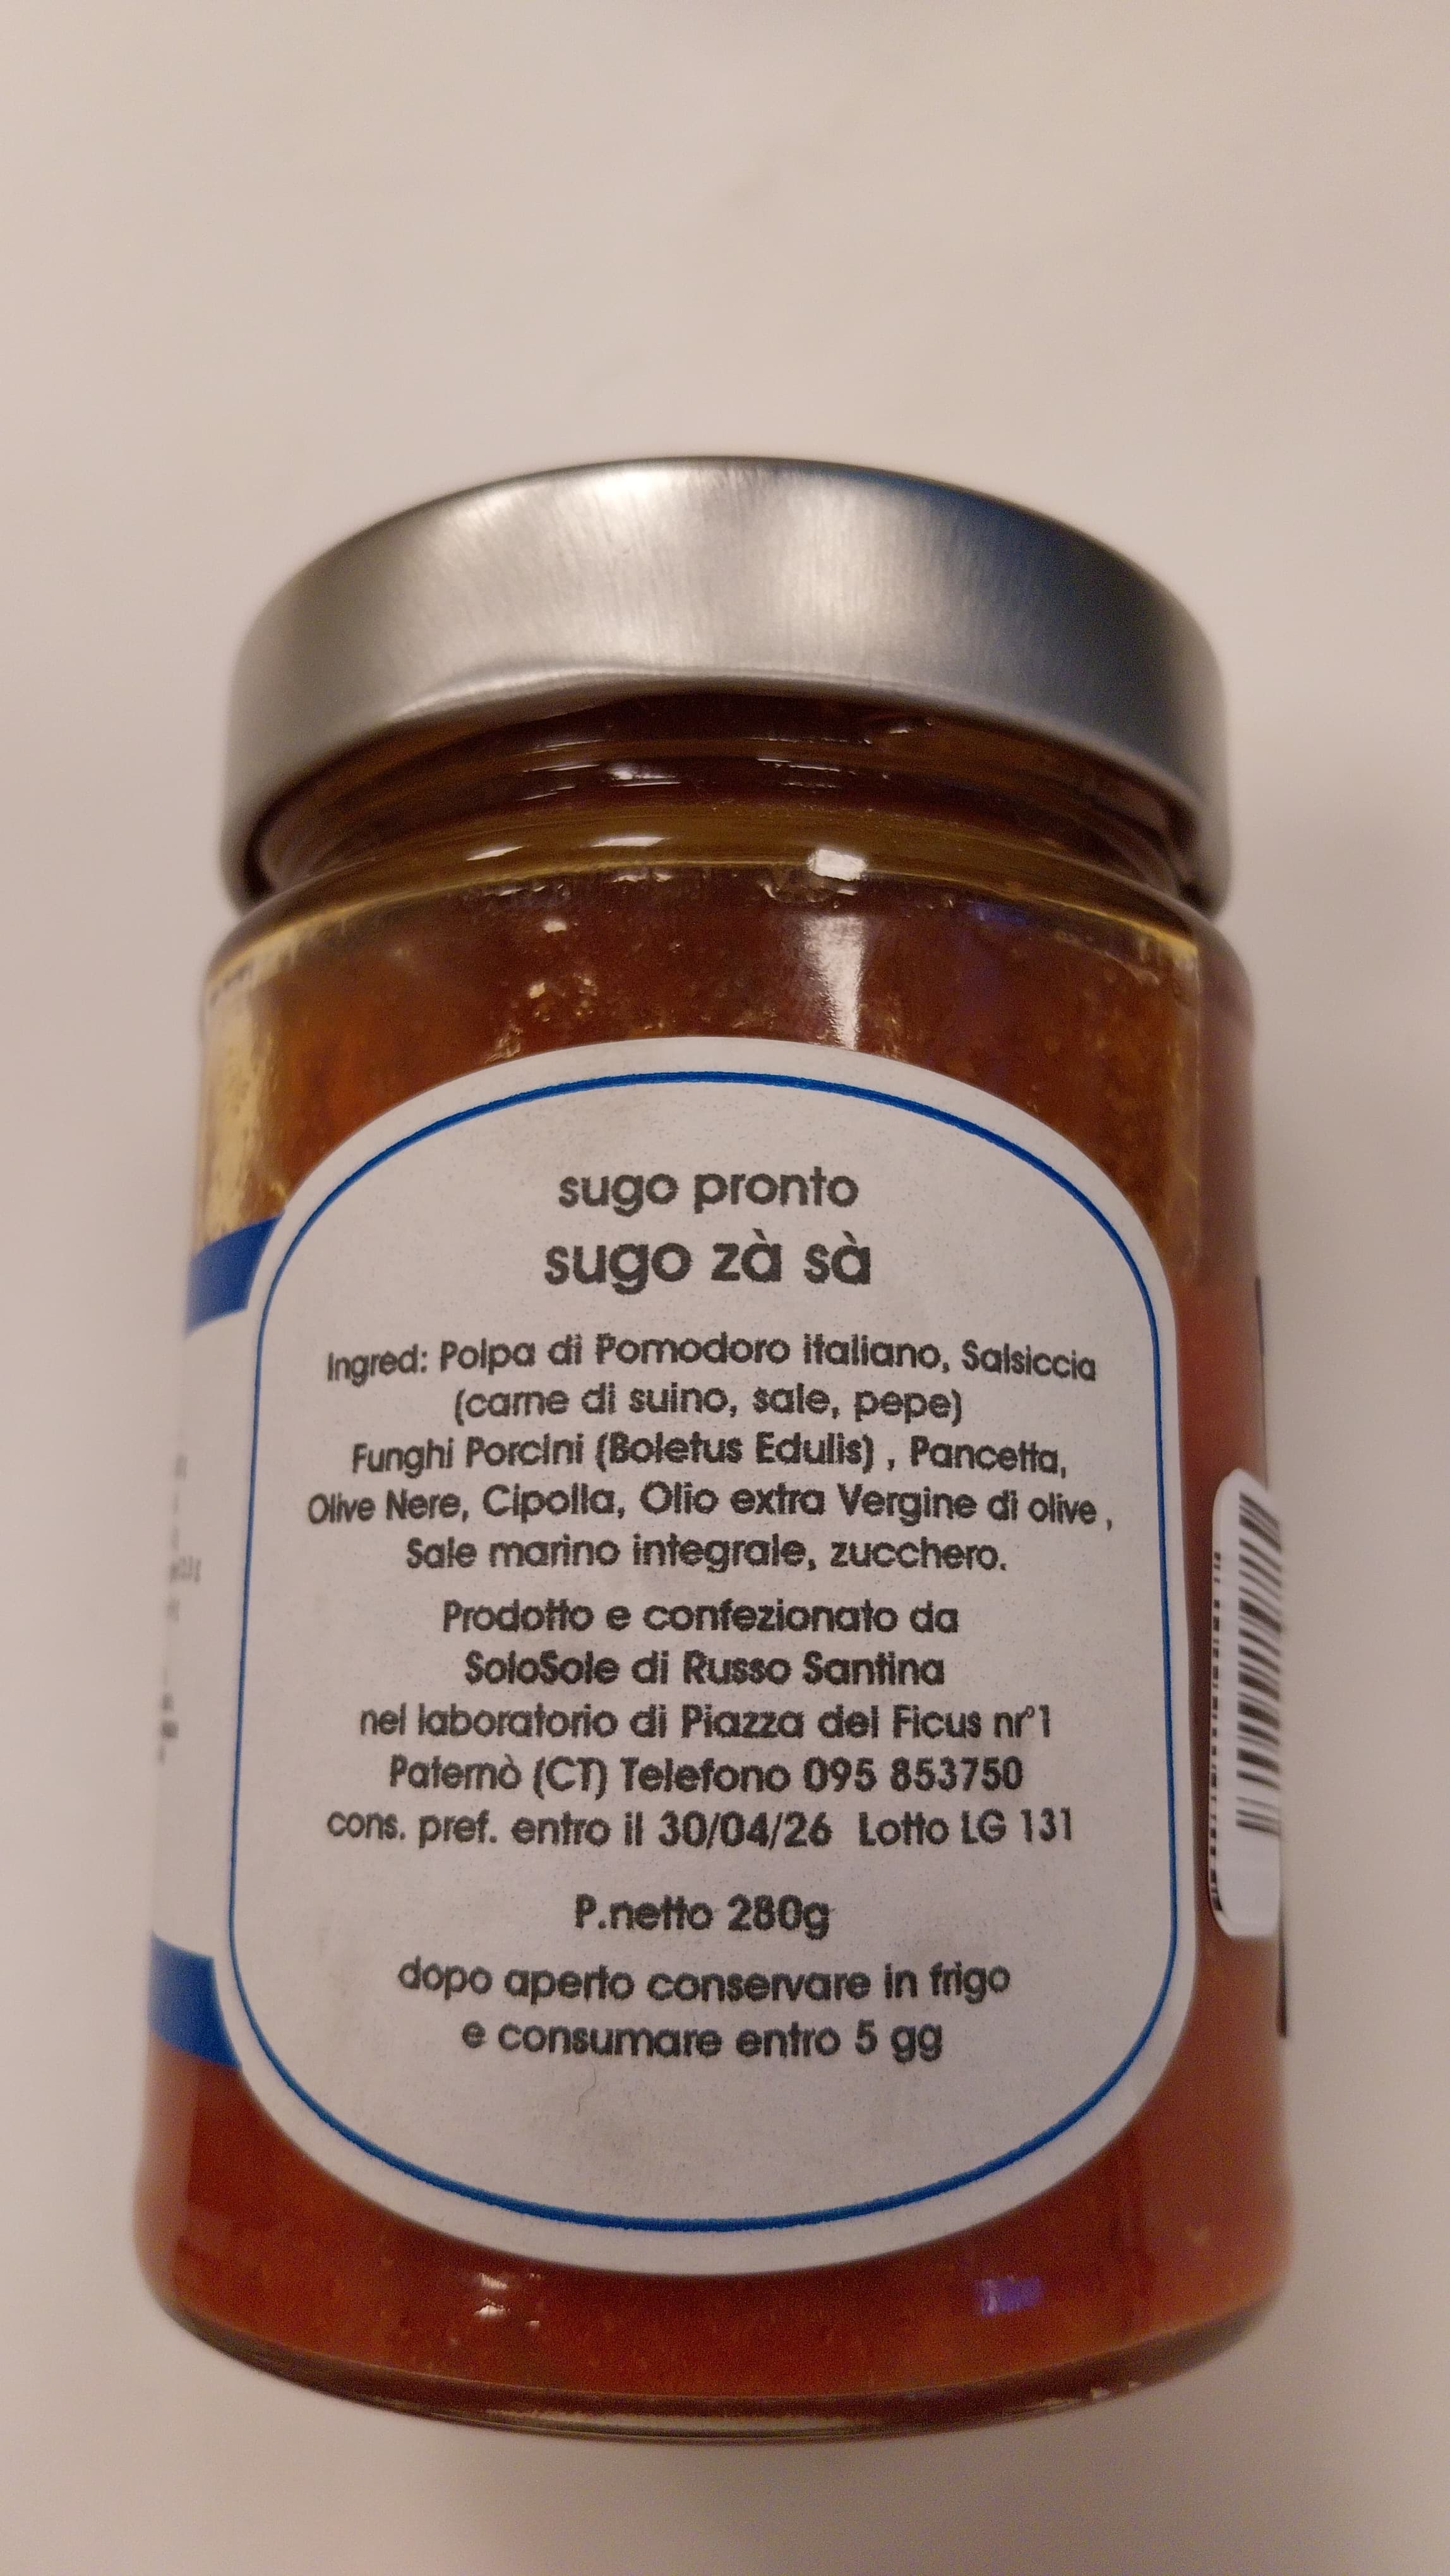 sugo pronto
sugo zà sà
Ingred: Polpa di Pomodoro italiano, Salsiccia
(carne di suino, sale, pepe)
Funghi Porcini (Boletus Edulis) , Pancetta,
Olive Nere, Cipolla, Olio extra Vergine di olive ,
Sale marino integrale, zucchero.
Prodotto e confezionato da
SoloSole di Russo Santina
nel laboratorio di Piazza del Ficus nr°1
Paternò (CT) Telefono 095 853750
cons. pref. entro il 30/04/26 Lotto LG 131
P.netto 280g
dopo aperto conservare in frigo
e consumare entro 5 gg